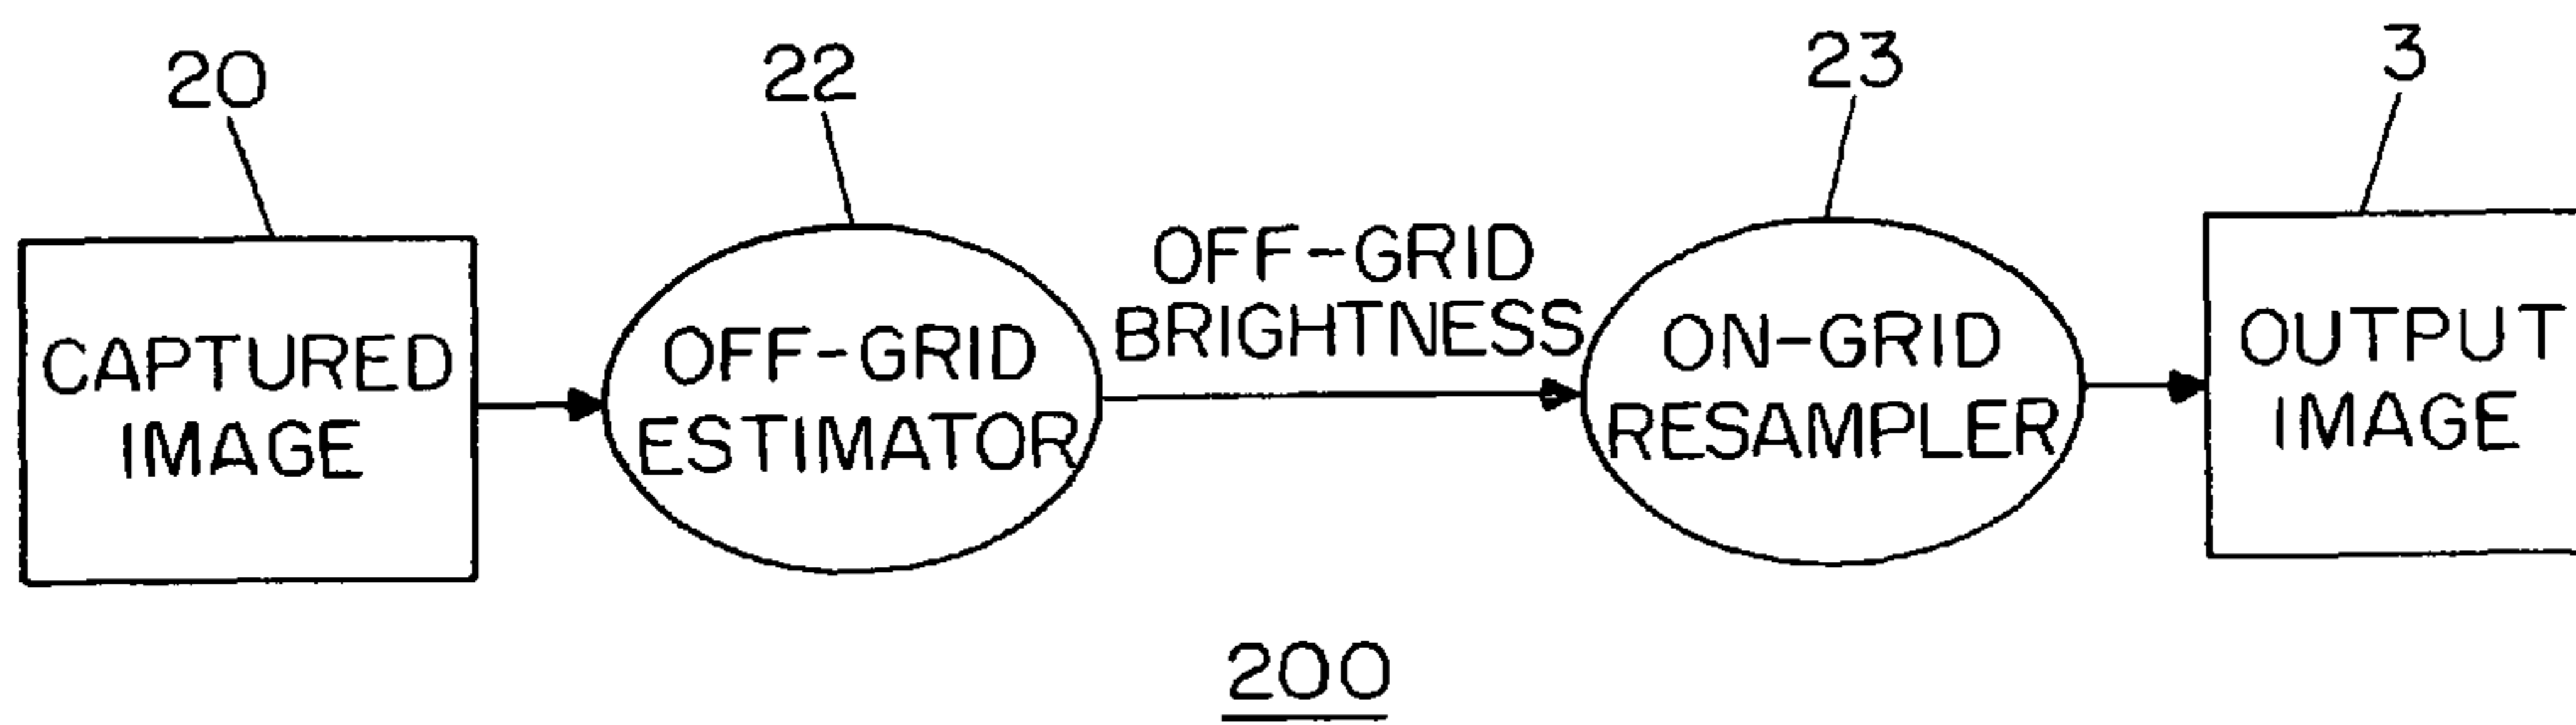 20
22
23
3
CAPTURED
IMAGE
OFF-GRID
ESTIMATOR
OFF-GRID
BRIGHTNESS
ON-GRID
RESAMPLER
OUTPUT
IMAGE
200